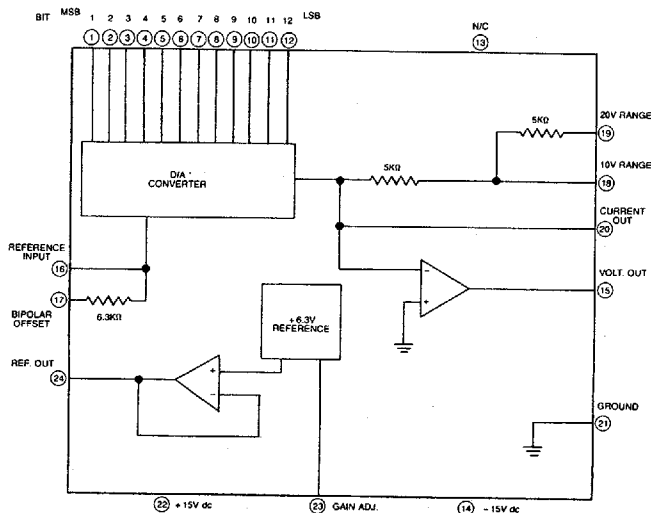 BIT MSB 1 2 3 4 5 6 7 8 9 10 11 12 LSB
1 2 3 4 5 6 7 8 9 10 11 12
N/C
13
20V RANGE
19
5KΩ
10V RANGE
18
5KΩ
D/A
CONVERTER
CURRENT
OUT
20
REFERENCE
INPUT
16
VOLT. OUT
15
17
BIPOLAR
OFFSET
6.3KΩ
+6.3V
REFERENCE
REF. OUT
24
GROUND
21
22 +15V dc
23 GAIN ADJ.
14 -15V dc
+
-
-
+